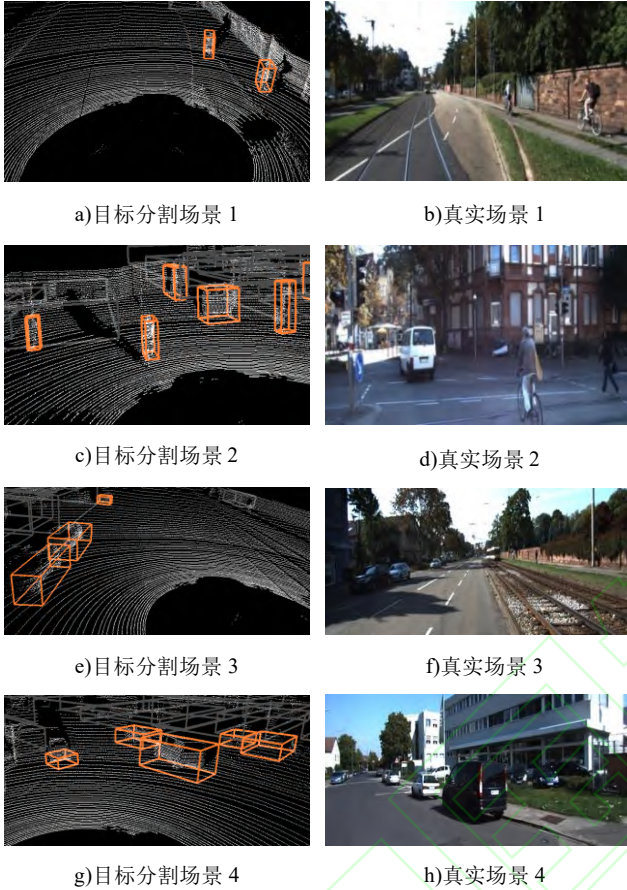 a)目标分割场景 1
b)真实场景 1
c)目标分割场景 2
d)真实场景 2
e)目标分割场景 3
f)真实场景 3
g)目标分割场景 4
h)真实场景 4